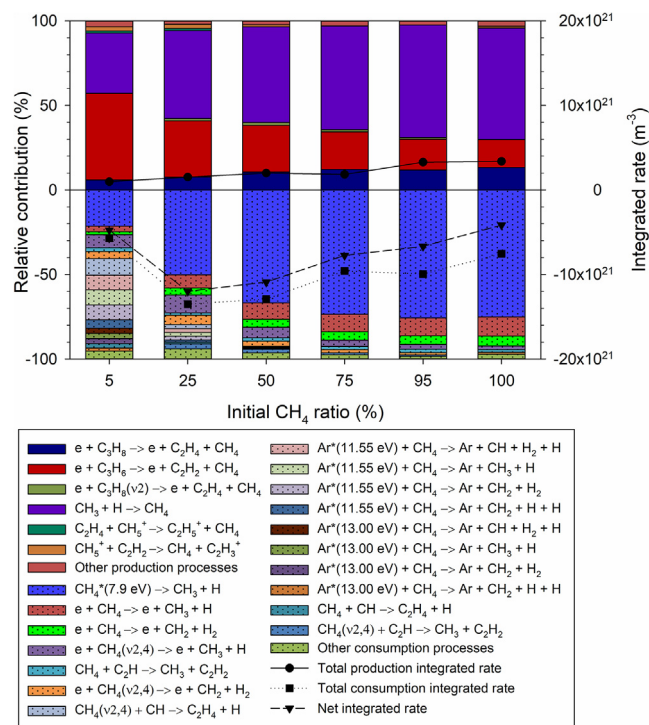 100
50
0
-50
-100
Relative contribution (%)
20x10²¹
10x10²¹
0
-10x10²¹
-20x10²¹
Integrated rate (m⁻³)
5 25 50 75 95 100
Initial CH₄ ratio (%)
e + C₃H₈ –> e + C₂H₄ + CH₄
e + C₃H₆ –> e + C₂H₂ + CH₄
e + C₃H₈(ν2) –> e + C₂H₄ + CH₄
CH₃ + H –> CH₄
C₂H₄ + CH₅⁺ –> C₂H₅⁺ + CH₄
CH₅⁺ + C₂H₂ –> CH₄ + C₂H₃⁺
Other production processes
CH₄*(7.9 eV) –> CH₃ + H
e + CH₄ –> e + CH₃ + H
e + CH₄ –> e + CH₂ + H₂
e + CH₄(ν2,4) –> e + CH₃ + H
CH₄ + C₂H –> CH₃ + C₂H₂
e + CH₄(ν2,4) –> e + CH₂ + H₂
CH₄(ν2,4) + CH –> C₂H₄ + H
Ar*(11.55 eV) + CH₄ –> Ar + CH + H₂ + H
Ar*(11.55 eV) + CH₄ –> Ar + CH₃ + H
Ar*(11.55 eV) + CH₄ –> Ar + CH₂ + H₂
Ar*(11.55 eV) + CH₄ –> Ar + CH₂ + H + H
Ar*(13.00 eV) + CH₄ –> Ar + CH + H₂ + H
Ar*(13.00 eV) + CH₄ –> Ar + CH₃ + H
Ar*(13.00 eV) + CH₄ –> Ar + CH₂ + H₂
Ar*(13.00 eV) + CH₄ –> Ar + CH₂ + H + H
CH₄ + CH –> C₂H₄ + H
CH₄(ν2,4) + C₂H –> CH₃ + C₂H₂
Other consumption processes
Total production integrated rate
Total consumption integrated rate
Net integrated rate